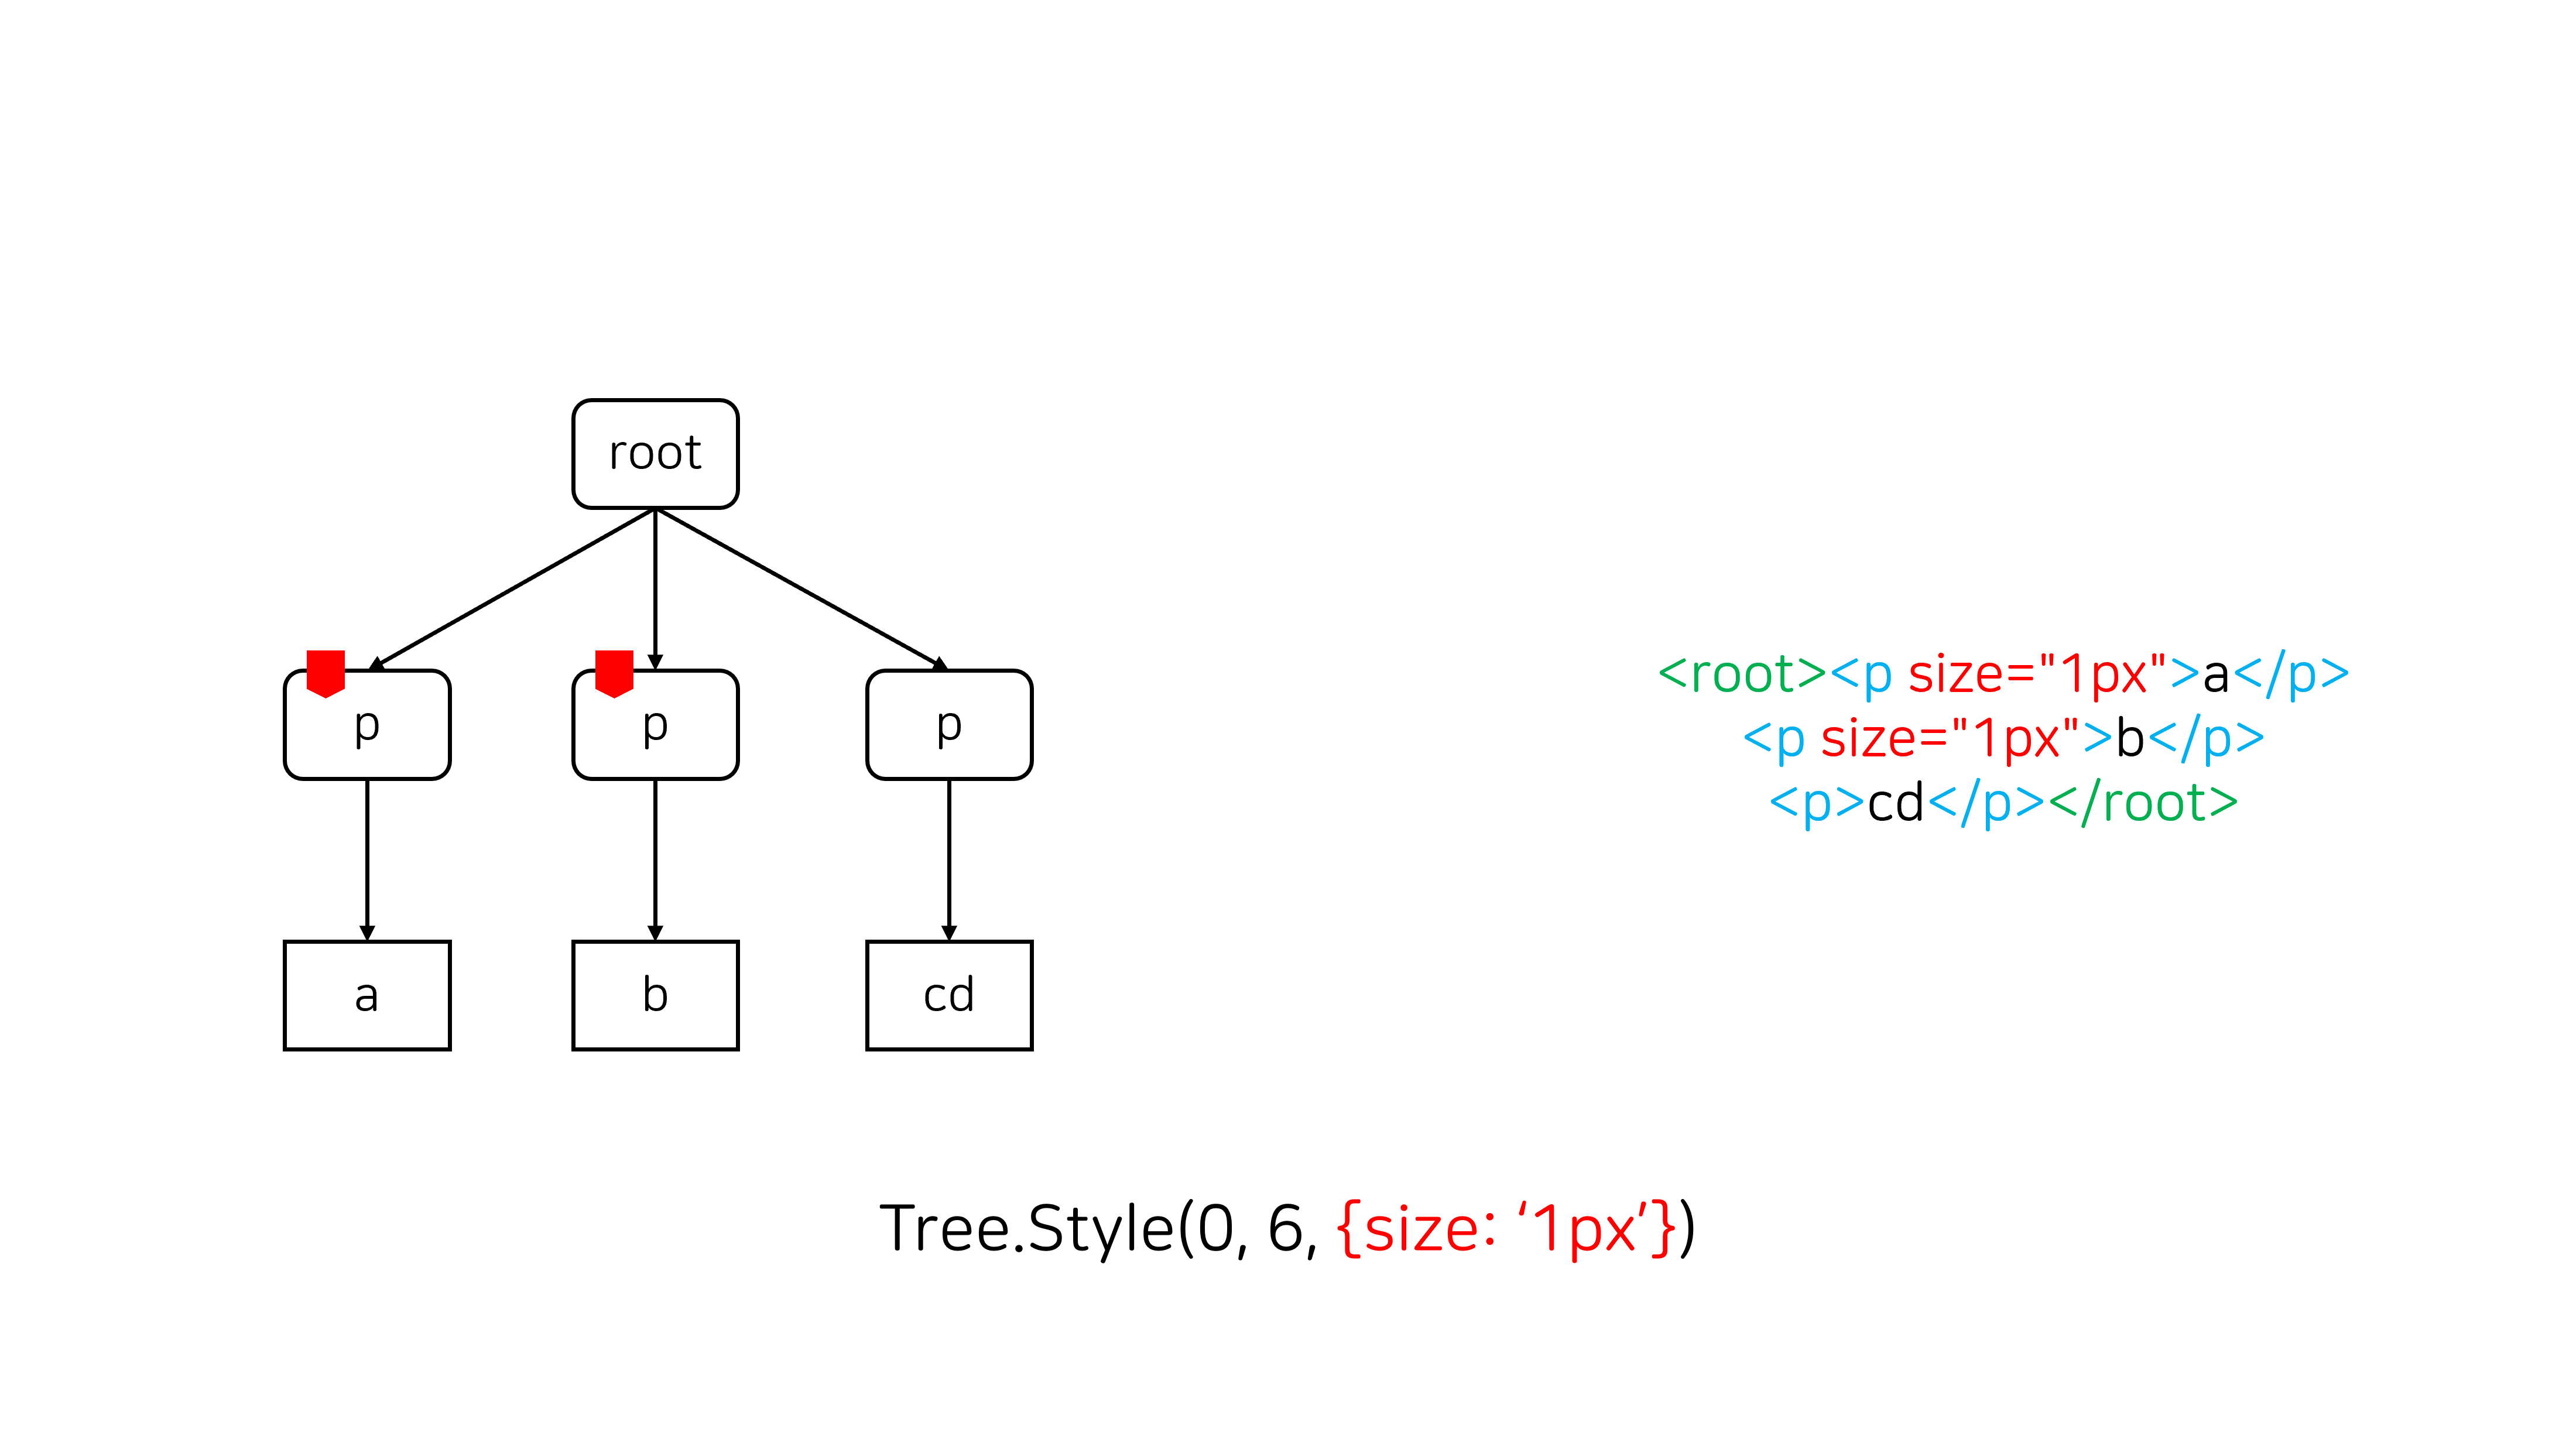 root
p
p
p
a
b
cd
<root><p size="1px">a</p>
<p size="1px">b</p>
<p>cd</p></root>
Tree.Style(0, 6, {size: ‘1px’})